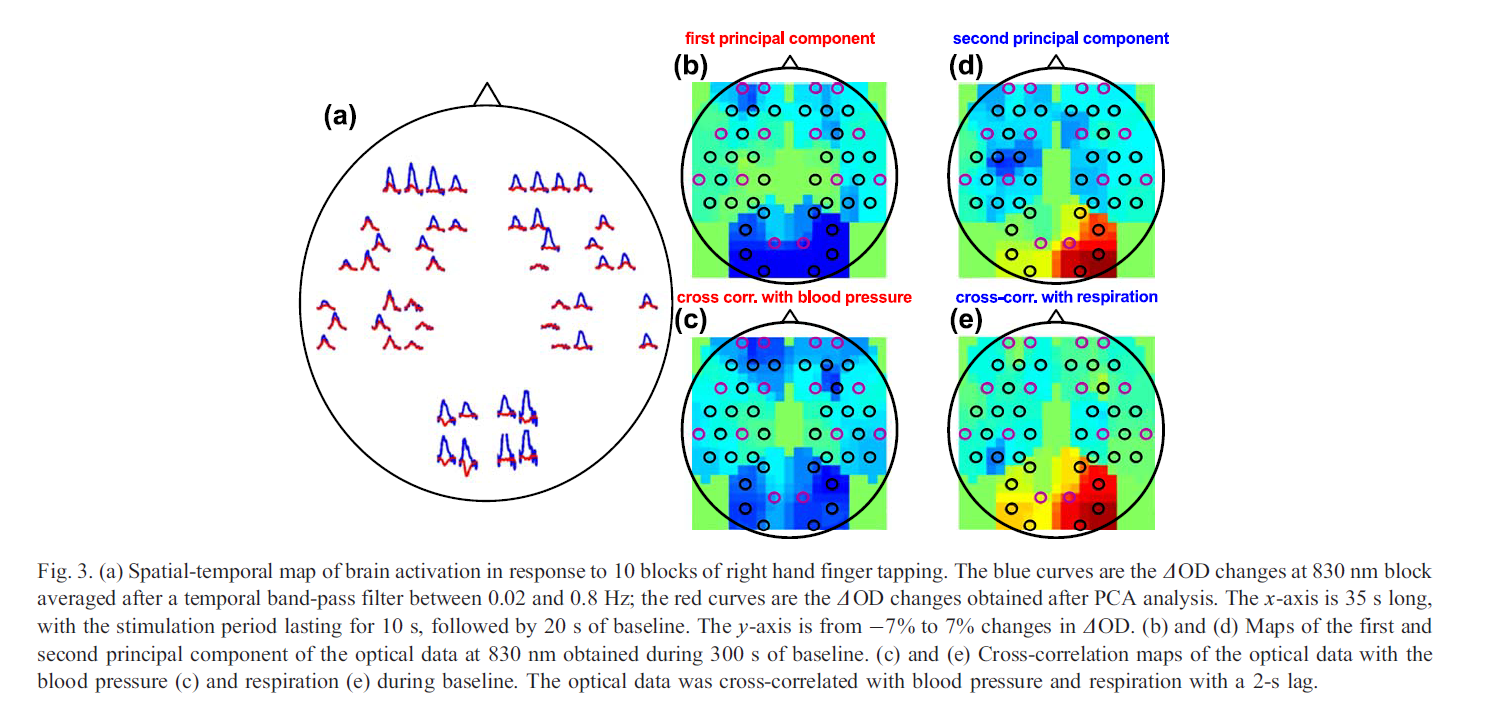 first principal component
second principal component
(a)
(b)
(d)
cross corr. with blood pressure
cross-corr. with respiration
(c)
(e)
Fig. 3. (a) Spatial-temporal map of brain activation in response to 10 blocks of right hand finger tapping. The blue curves are the ΔOD changes at 830 nm block
averaged after a temporal band-pass filter between 0.02 and 0.8 Hz; the red curves are the ΔOD changes obtained after PCA analysis. The x-axis is 35 s long,
with the stimulation period lasting for 10 s, followed by 20 s of baseline. The y-axis is from −7% to 7% changes in ΔOD. (b) and (d) Maps of the first and
second principal component of the optical data at 830 nm obtained during 300 s of baseline. (c) and (e) Cross-correlation maps of the optical data with the
blood pressure (c) and respiration (e) during baseline. The optical data was cross-correlated with blood pressure and respiration with a 2-s lag.